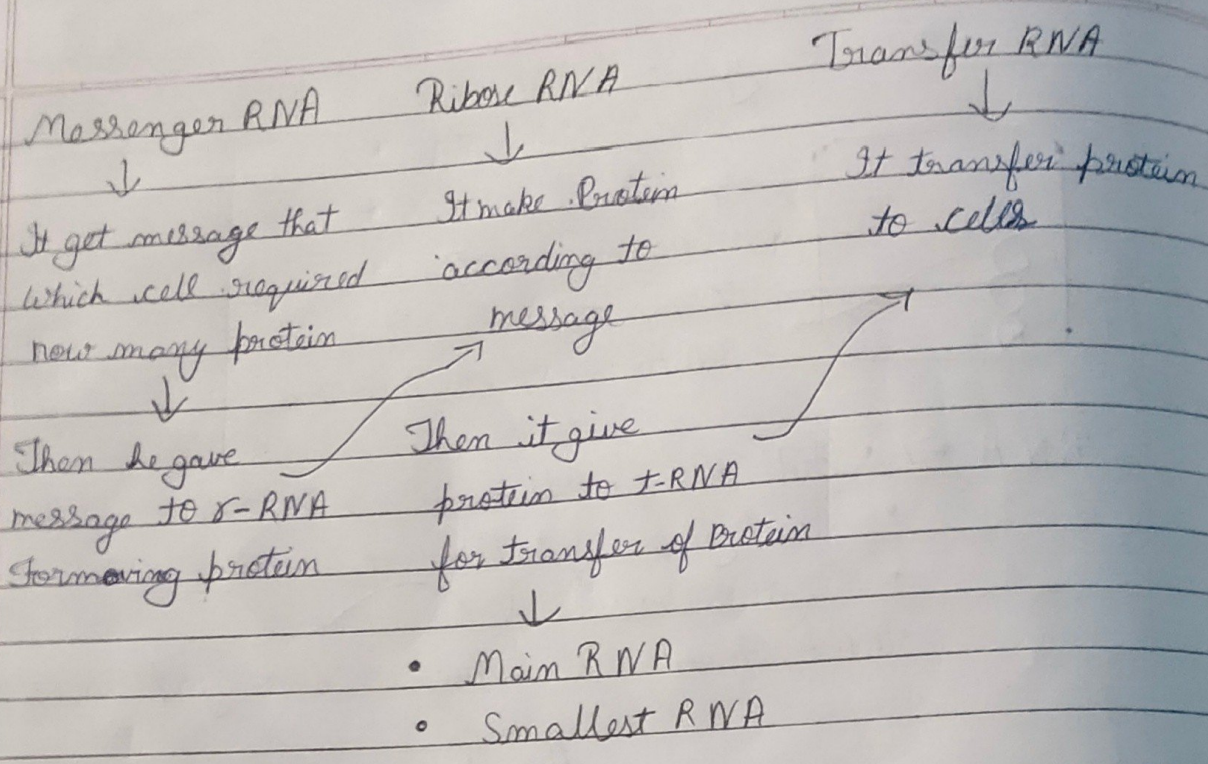 Messenger RNA
↓
It get message that
which cell required
how many protein
↓
Then he gave
message to r-RNA
for moving protein
Ribose RNA
↓
It make Protein
according to
message
Then it give
protein to t-RNA
for transfer of protein
↓
• Main RNA
• Smallest RNA
Transfer RNA
↓
It transfer protein
to cells